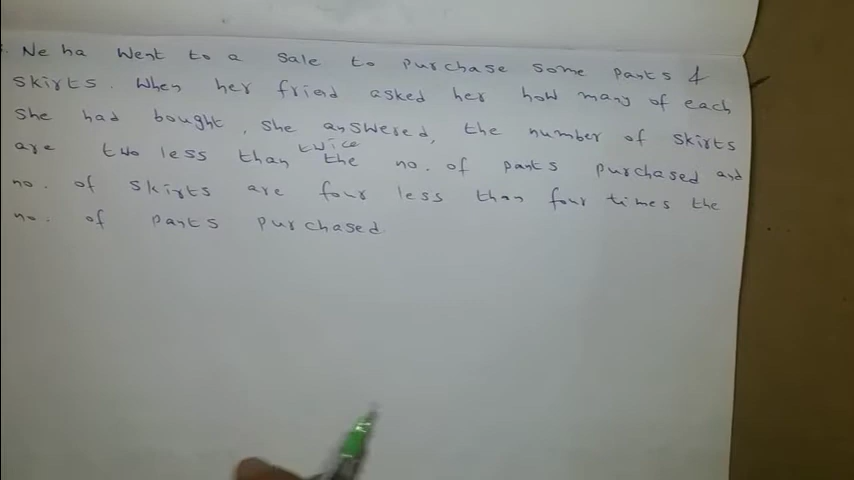 . Neha went to a sale to purchase some pants &
skirts. When her friend asked her how many of each
she had bought, she answered, the number of skirts
are two less than twice the no. of pants purchased and
no. of skirts are four less than four times the
no. of pants purchased.